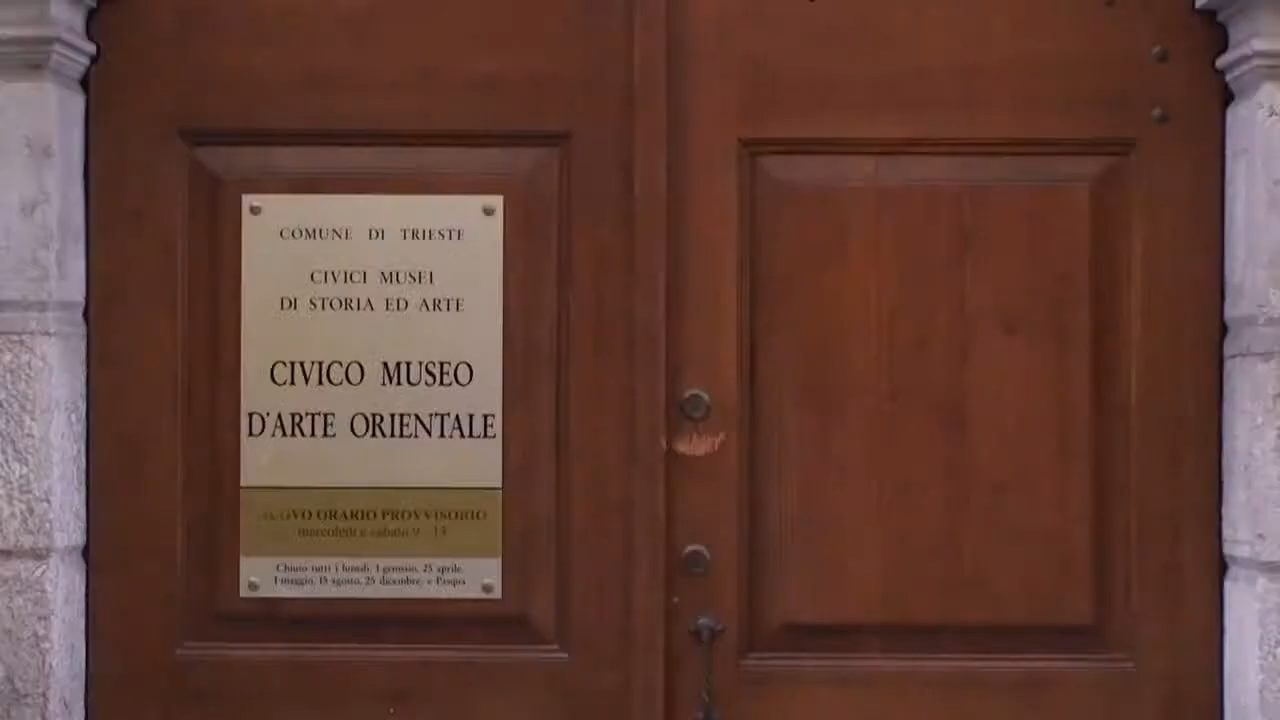 COMUNE DI TRIESTE
CIVICI MUSEI
DI STORIA ED ARTE
CIVICO MUSEO
D'ARTE ORIENTALE
NUOVO ORARIO PROVVISORIO
mercoledì e sabato 9 - 13
Chiuso tutti i lunedì, 1 gennaio, 25 aprile,
1 maggio, 15 agosto, 25 dicembre, e Pasqua